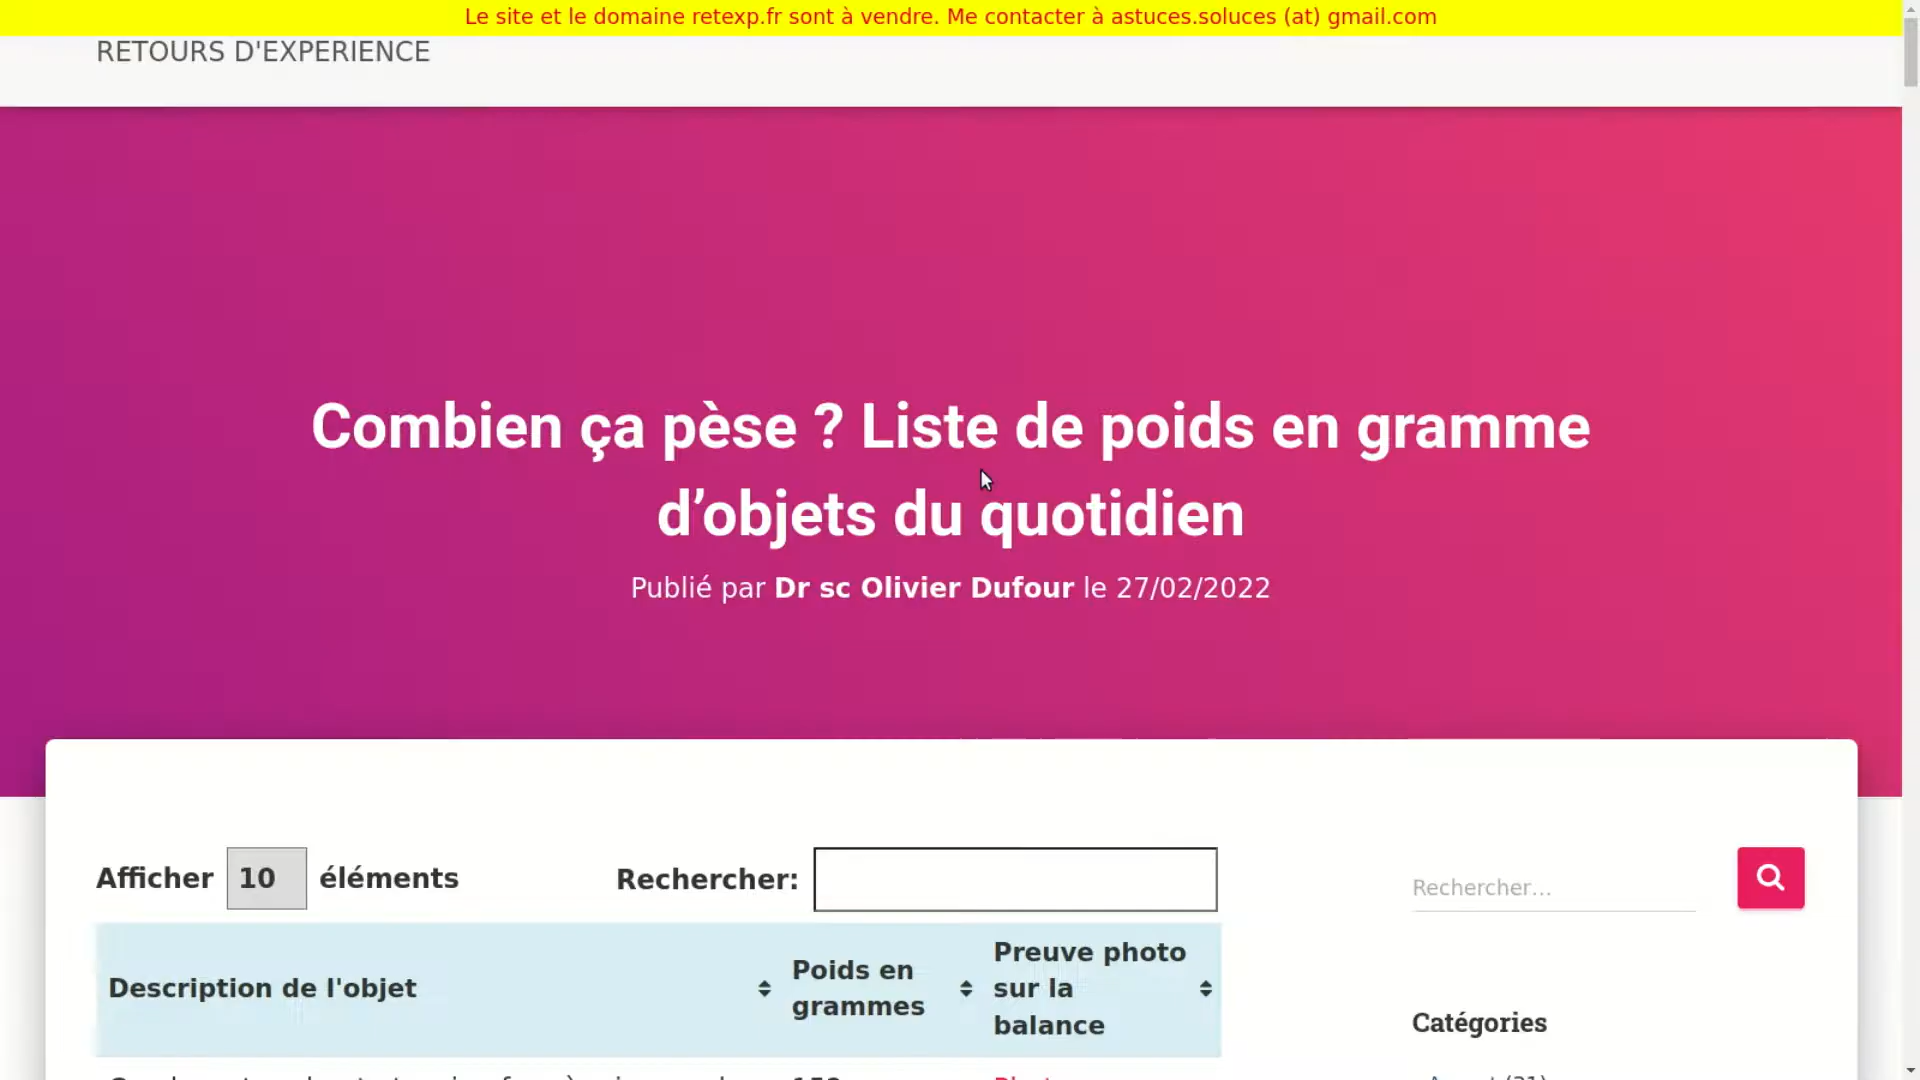 Le site et le domaine retexp.fr sont à vendre. Me contacter à astuces.soluces (at) gmail.com
RETOURS D'EXPERIENCE
Combien ça pèse ? Liste de poids en gramme
d’objets du quotidien
Publié par Dr sc Olivier Dufour le 27/02/2022
Afficher 10 éléments
Rechercher:
Rechercher…
Description de l'objet
Poids en
grammes
Preuve photo
sur la
balance
Catégories